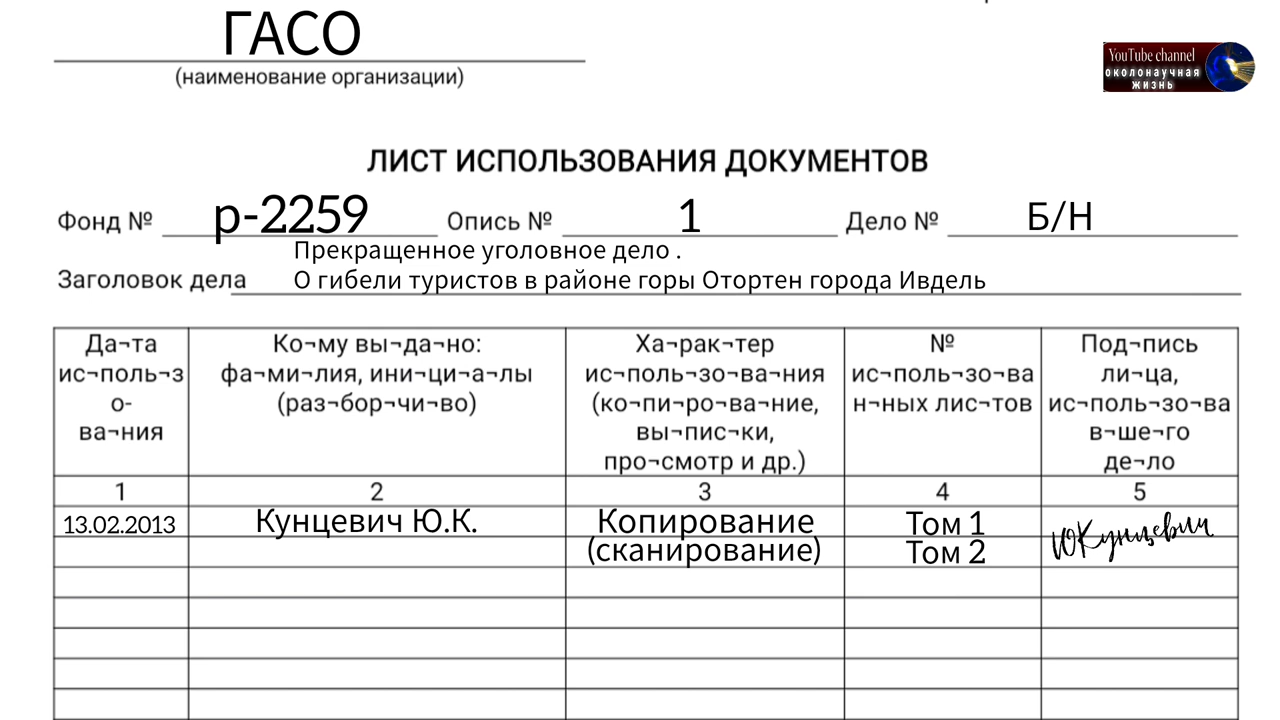 ГАСО
(наименование организации)
YouTube channel
околонаучная
жизнь
ЛИСТ ИСПОЛЬЗОВАНИЯ ДОКУМЕНТОВ
Фонд № р-2259 Опись № 1 Дело № Б/Н
Прекращенное уголовное дело .
Заголовок дела О гибели туристов в районе горы Отортен города Ивдель
Да¬та Ко¬му вы¬да¬но: Ха¬рак¬тер № Под¬пись
ис¬поль¬з фа¬ми¬лия, ини¬ци¬а¬лы ис¬поль¬зо¬ва¬ния ис¬поль¬зо¬ва ли¬ца,
о- (раз¬бор¬чи¬во) (ко¬пи¬ро¬ва¬ние, н¬ных лис¬тов ис¬поль¬зо¬ва
ва¬ния вы¬пис¬ки, в¬ше¬го
про¬смотр и др.) де¬ло
1 2 3 4 5
13.02.2013 Кунцевич Ю.К. Копирование Том 1 ЮКунцевич
(сканирование) Том 2